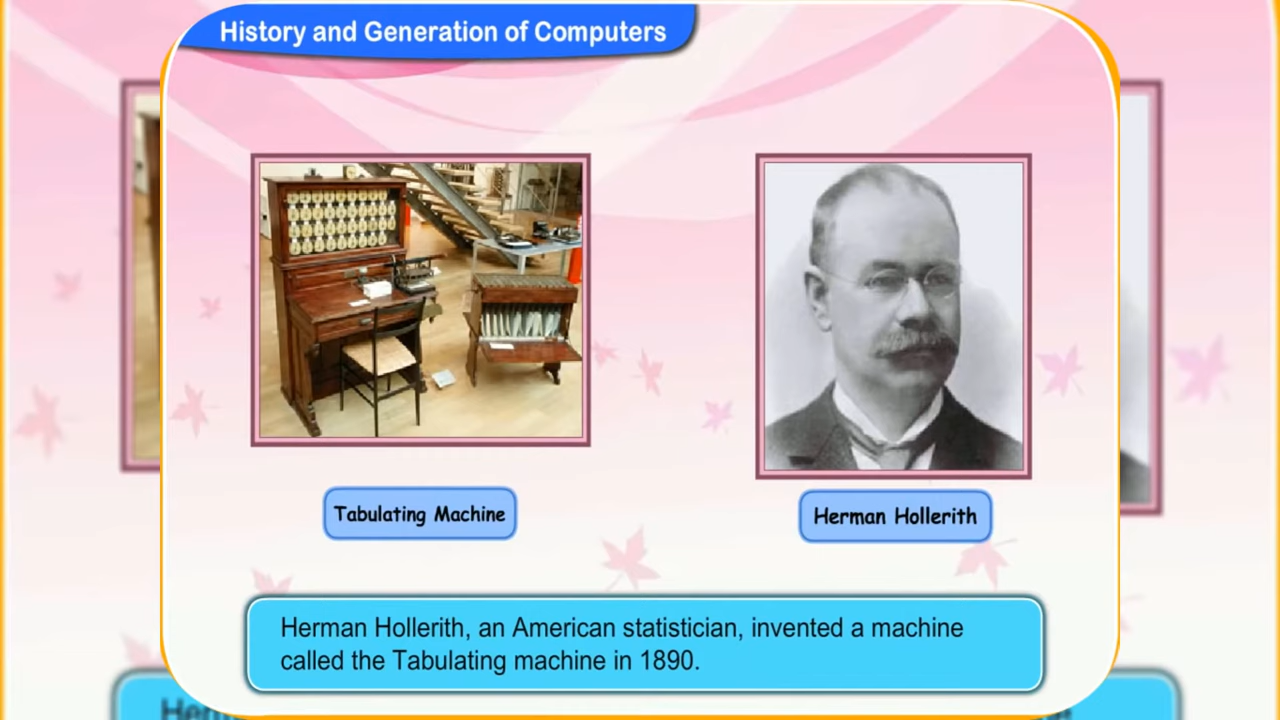 History and Generation of Computers
Tabulating Machine
Herman Hollerith
Herman Hollerith, an American statistician, invented a machine
called the Tabulating machine in 1890.